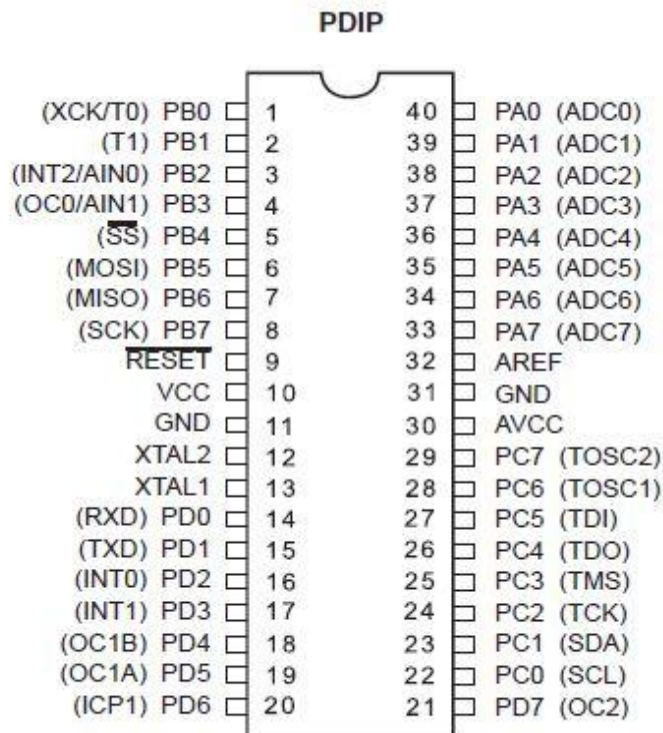 PDIP
(XCK/T0) PB0 1 40 PA0 (ADC0)
(T1) PB1 2 39 PA1 (ADC1)
(INT2/AIN0) PB2 3 38 PA2 (ADC2)
(OC0/AIN1) PB3 4 37 PA3 (ADC3)
(S̅S̅) PB4 5 36 PA4 (ADC4)
(MOSI) PB5 6 35 PA5 (ADC5)
(MISO) PB6 7 34 PA6 (ADC6)
(SCK) PB7 8 33 PA7 (ADC7)
R̅E̅S̅E̅T̅ 9 32 AREF
VCC 10 31 GND
GND 11 30 AVCC
XTAL2 12 29 PC7 (TOSC2)
XTAL1 13 28 PC6 (TOSC1)
(RXD) PD0 14 27 PC5 (TDI)
(TXD) PD1 15 26 PC4 (TDO)
(INT0) PD2 16 25 PC3 (TMS)
(INT1) PD3 17 24 PC2 (TCK)
(OC1B) PD4 18 23 PC1 (SDA)
(OC1A) PD5 19 22 PC0 (SCL)
(ICP1) PD6 20 21 PD7 (OC2)